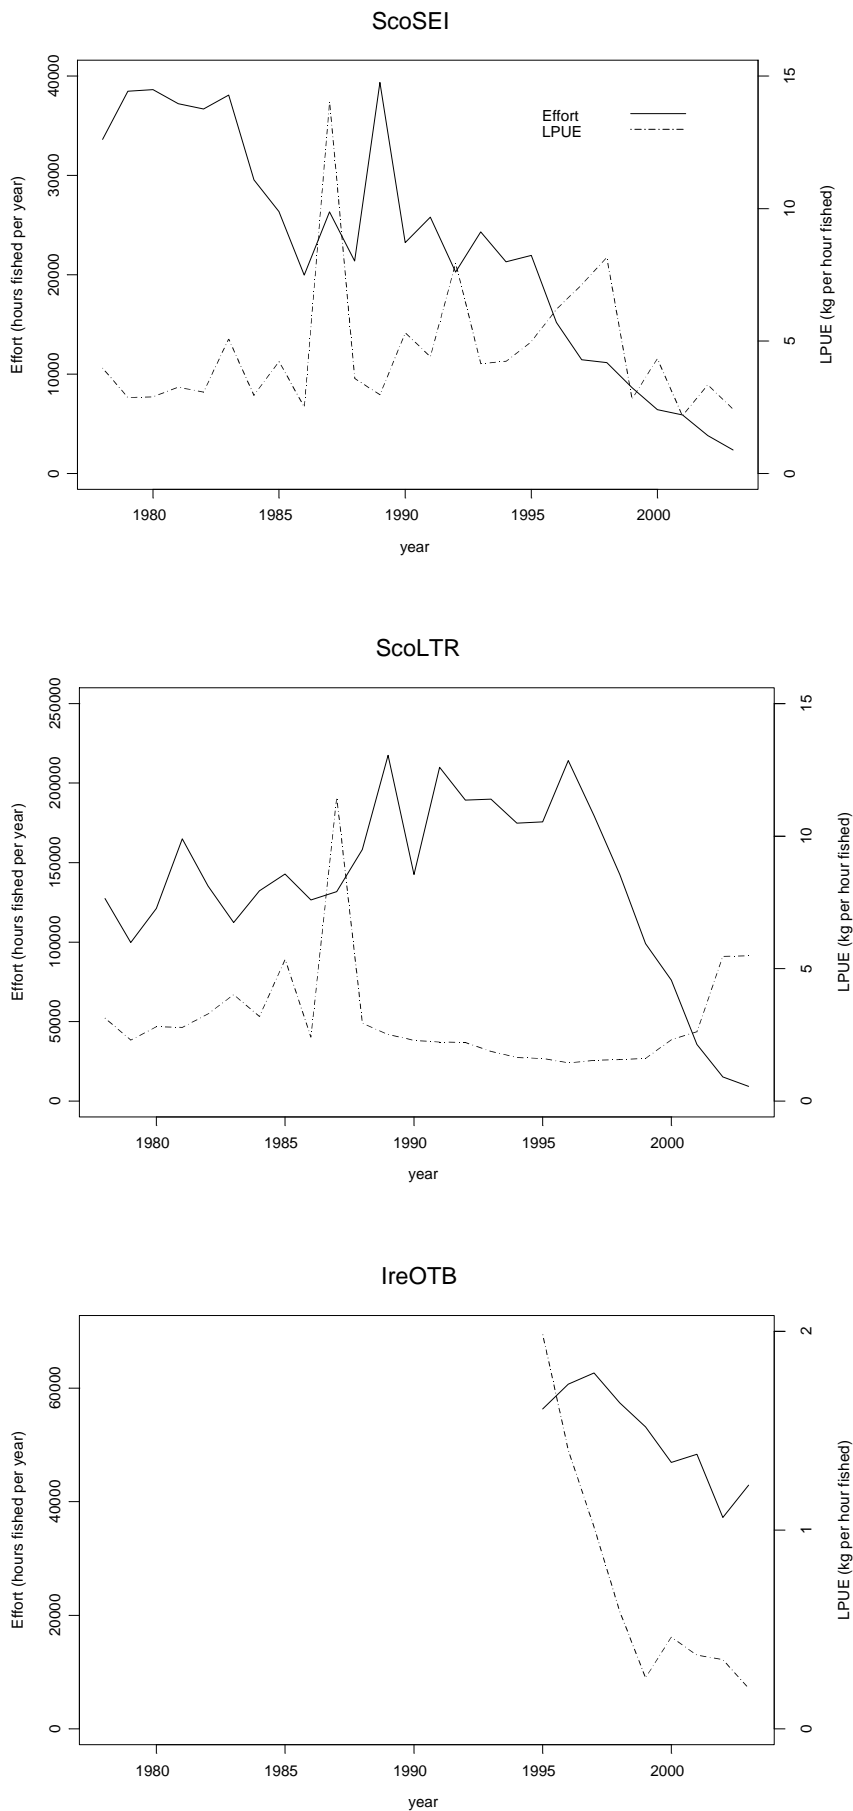 ScoSEI
Effort (hours fished per year)
0
10000
20000
30000
40000
Effort
LPUE
LPUE (kg per hour fished)
0
5
10
15
1980 1985 1990 1995 2000
year
ScoLTR
Effort (hours fished per year)
0
50000
100000
150000
200000
250000
LPUE (kg per hour fished)
0
5
10
15
1980 1985 1990 1995 2000
year
IreOTB
Effort (hours fished per year)
0
20000
40000
60000
LPUE (kg per hour fished)
0
1
2
1980 1985 1990 1995 2000
year